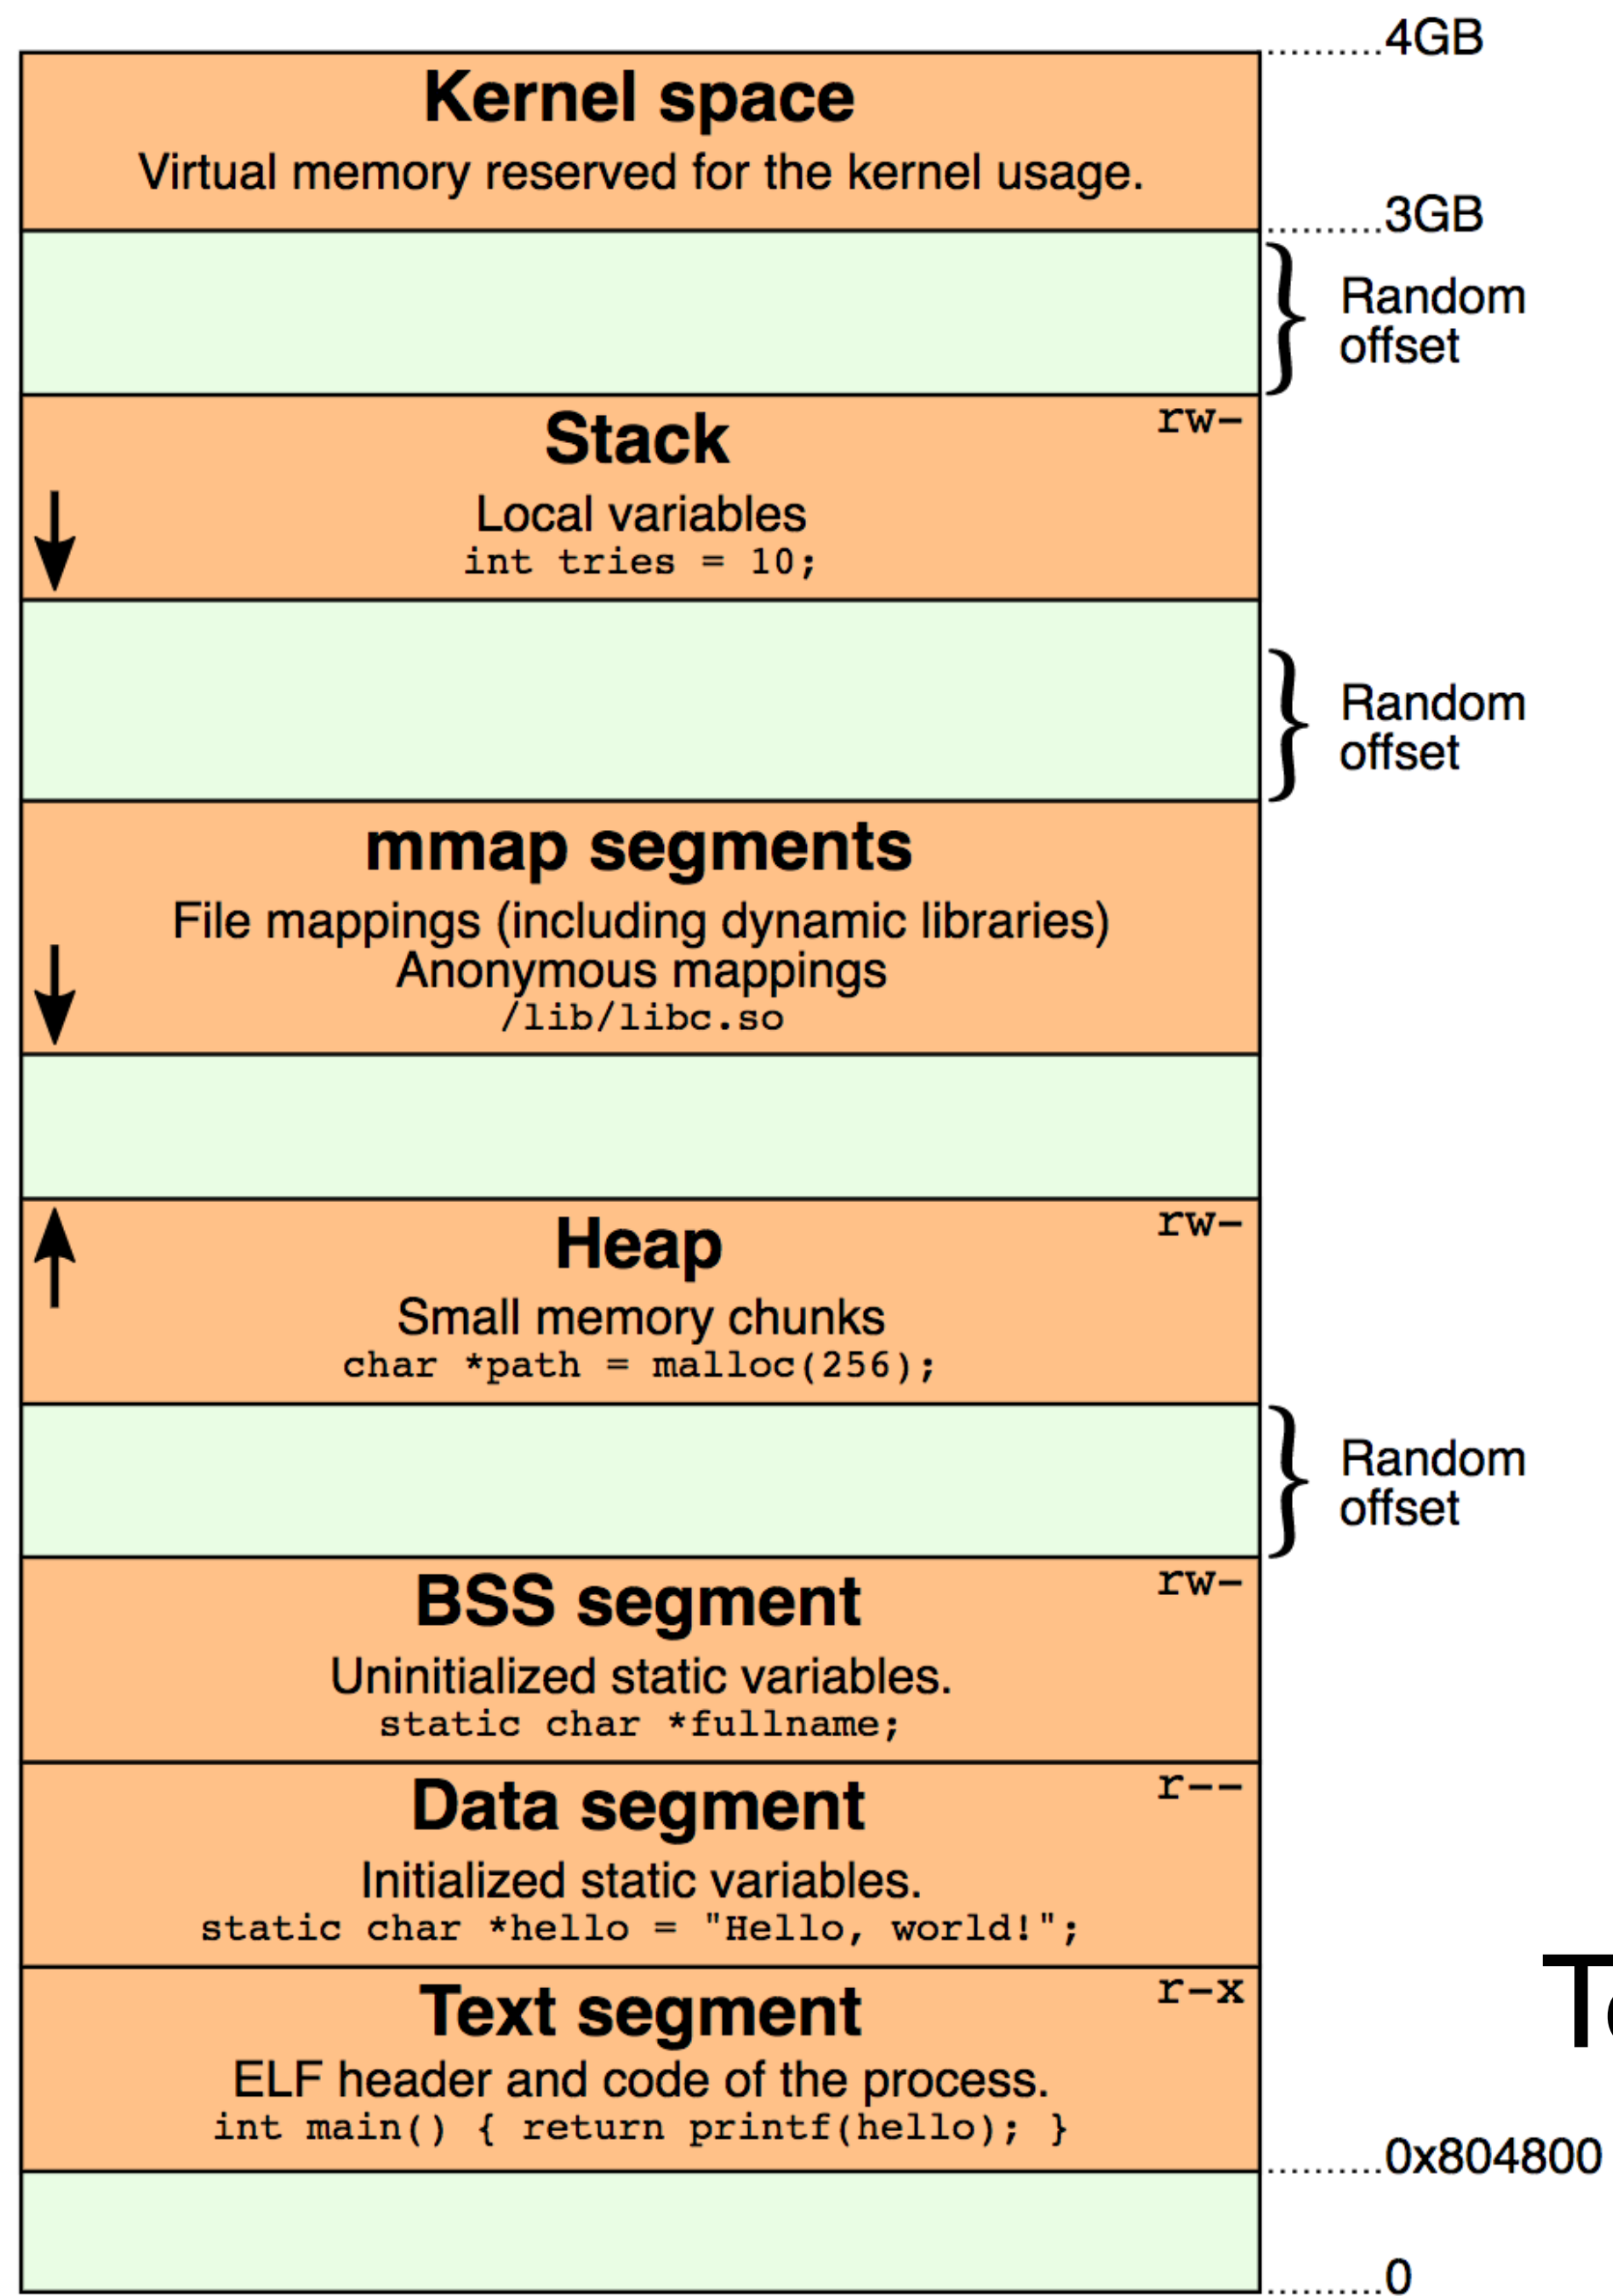 4GB
Kernel space
Virtual memory reserved for the kernel usage.
3GB
Random
offset
rw-
Stack
Local variables
int tries = 10;
Random
offset
mmap segments
File mappings (including dynamic libraries)
Anonymous mappings
/lib/libc.so
rw-
Heap
Small memory chunks
char *path = malloc(256);
Random
offset
rw-
BSS segment
Uninitialized static variables.
static char *fullname;
r--
Data segment
Initialized static variables.
static char *hello = "Hello, world!";
r-x
Text segment
ELF header and code of the process.
int main() { return printf(hello); }
0x804800
0